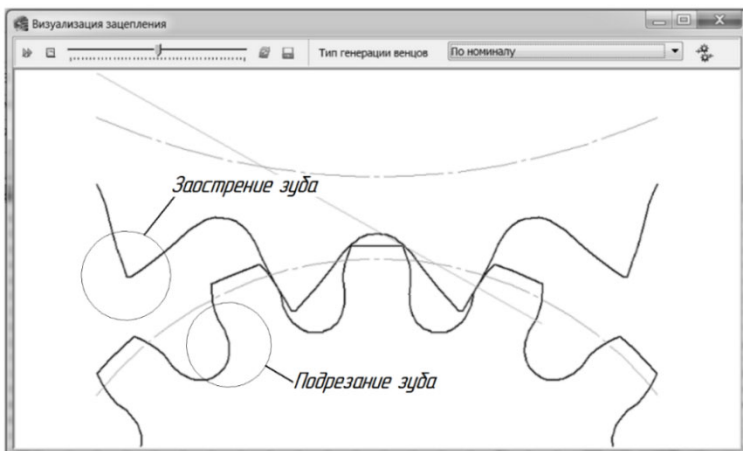 Визуализация зацепления
Тип генерации венцов По номиналу
Заострение зуба
Подрезание зуба